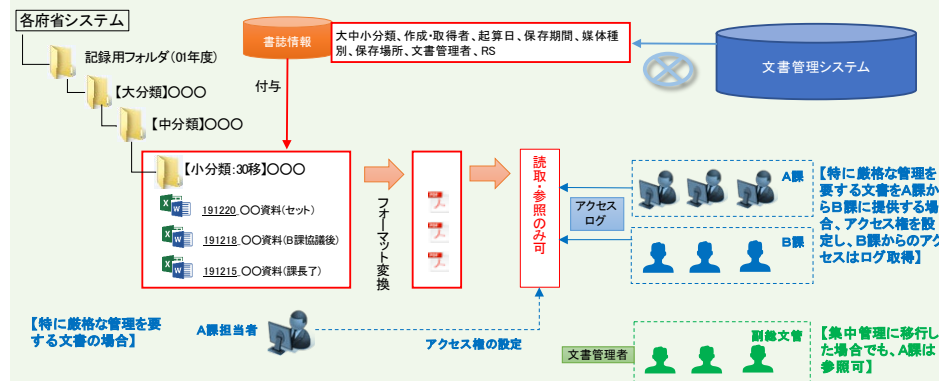 各府省システム
記録用フォルダ(01年度)
【大分類】〇〇〇
【中分類】〇〇〇
書誌情報
大中小分類、作成・取得者、起算日、保存期間、媒体種
別、保存場所、文書管理者、RS
文書管理システム
付与
【小分類:30移】〇〇〇
191220_〇〇資料(セット)
191218_〇〇資料(B課協議後)
191215_〇〇資料(課長了)
フォーマット変換
読取・参照のみ可
アクセス
ログ
A課
B課
【特に厳格な管理を
要する文書をA課か
らB課に提供する場
合、アクセス権を設
定し、B課からのアク
セスはログ取得】
【特に厳格な管理を要
する文書の場合】
A課担当者
アクセス権の設定
文書管理者
副総文管
【集中管理に移行し
た場合でも、A課は
参照可】